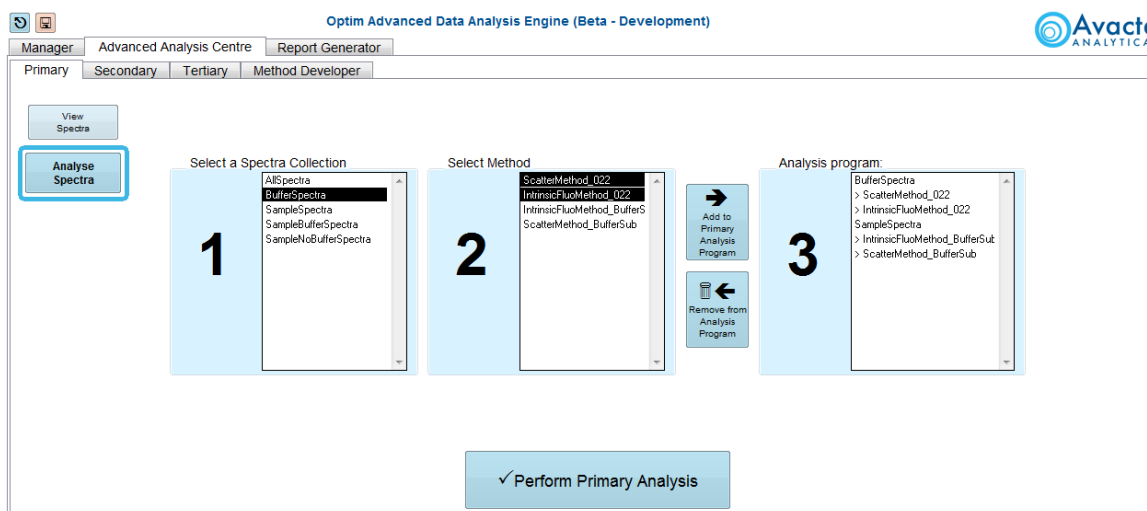 Optim Advanced Data Analysis Engine (Beta - Development)
Avacta
ANALYTICAL
Manager
Advanced Analysis Centre
Report Generator
Primary
Secondary
Tertiary
Method Developer
View
Spectra
Analyse
Spectra
Select a Spectra Collection
1
AllSpectra
BufferSpectra
SampleSpectra
SampleBufferSpectra
SampleNoBufferSpectra
Select Method
2
ScatterMethod_022
IntrinsicFluoMethod_022
IntrinsicFluoMethod_BufferS
ScatterMethod_BufferSub
Add to
Primary
Analysis
Program
Remove from
Analysis
Program
Analysis program:
3
BufferSpectra
> ScatterMethod_022
> IntrinsicFluoMethod_022
SampleSpectra
> IntrinsicFluoMethod_BufferSub
> ScatterMethod_BufferSub
✓Perform Primary Analysis